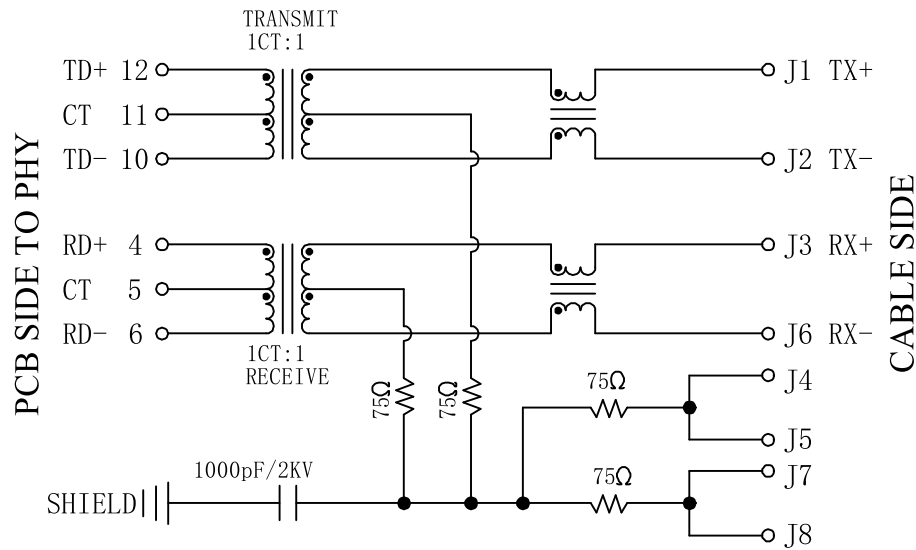 TRANSMIT
1CT:1
TD+ 12
CT 11
TD- 10
J1 TX+
J2 TX-
PCB SIDE TO PHY
CABLE SIDE
RD+ 4
CT 5
RD- 6
J3 RX+
J6 RX-
1CT:1
RECEIVE
75Ω
75Ω
75Ω
J4
J5
1000pF/2KV
75Ω
J7
SHIELD
J8